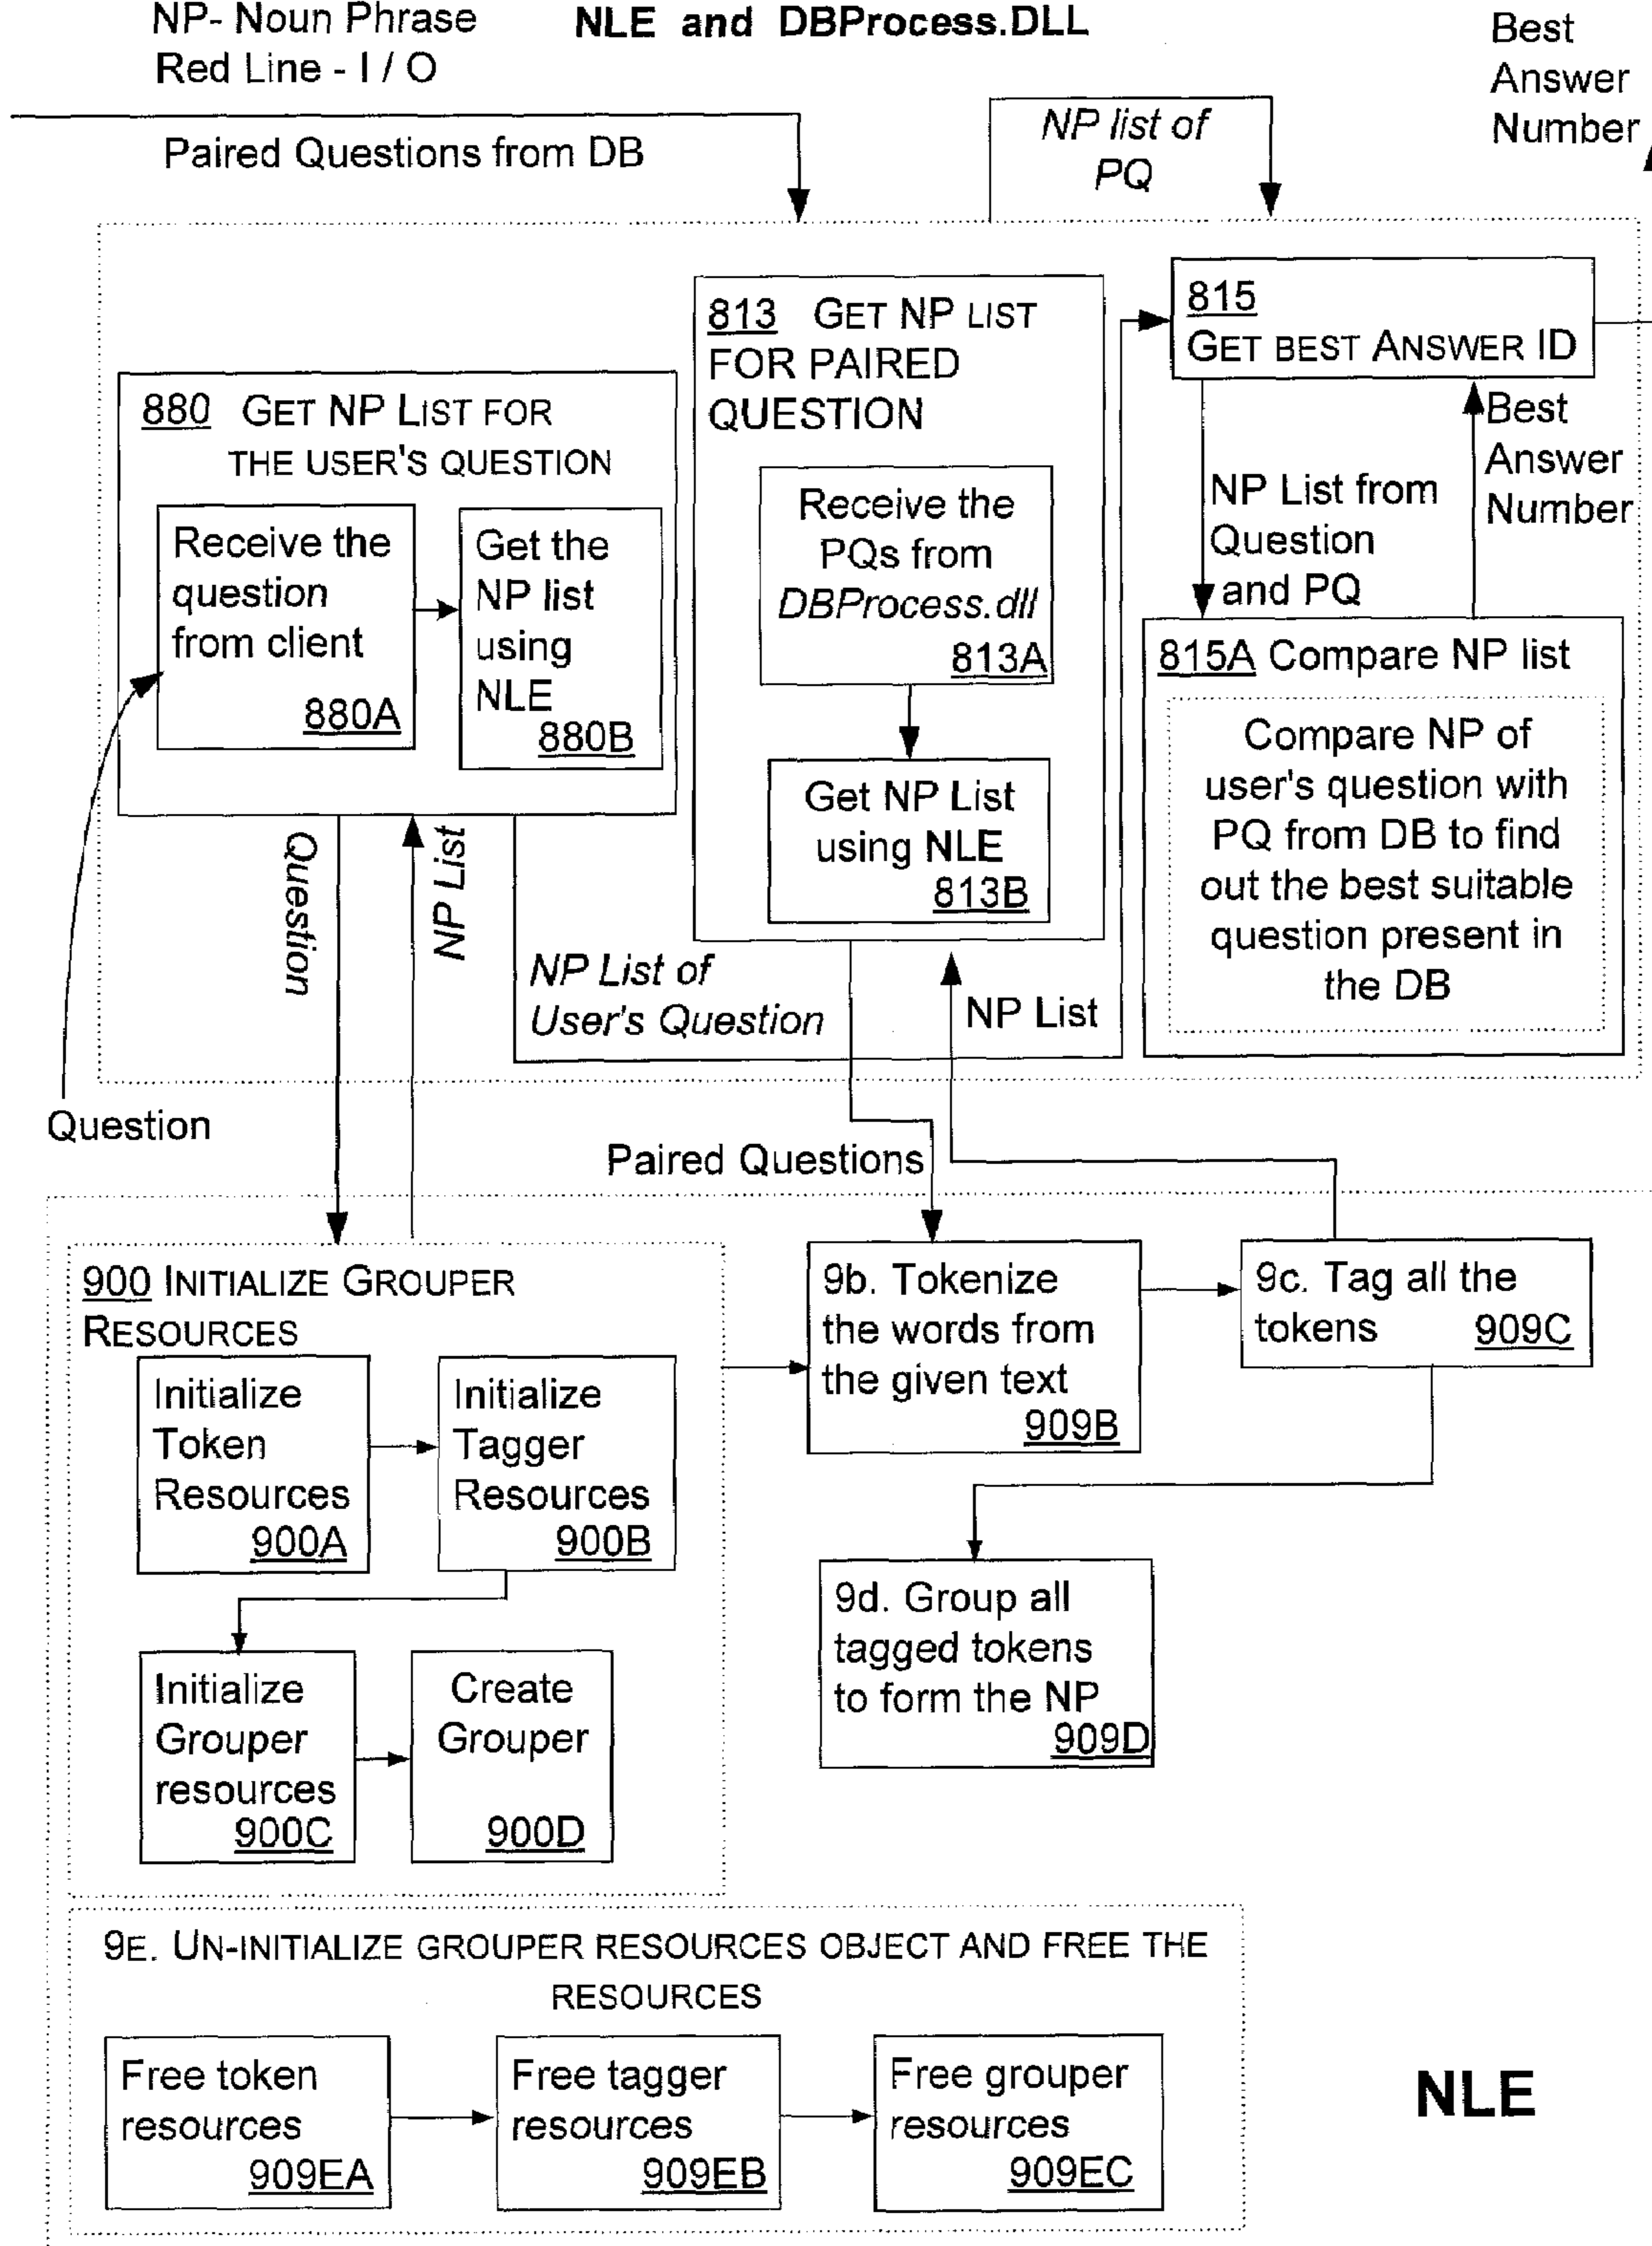 NP- Noun Phrase
Red Line - I / O
NLE and DBProcess.DLL
Best
Answer
Number
Paired Questions from DB
NP list of
PQ
880 GET NP LIST FOR
THE USER'S QUESTION
Receive the
question
from client
880A
Get the
NP list
using
NLE
880B
813 GET NP LIST
FOR PAIRED
QUESTION
Receive the
PQs from
DBProcess.dll
813A
Get NP List
using NLE
813B
815
GET BEST ANSWER ID
NP List from
Question
and PQ
Best
Answer
Number
815A Compare NP list
Compare NP of
user's question with
PQ from DB to find
out the best suitable
question present in
the DB
Question
NP List
NP List of
User's Question
NP List
Question
Paired Questions
900 INITIALIZE GROUPER
RESOURCES
Initialize
Token
Resources
900A
Initialize
Tagger
Resources
900B
Initialize
Grouper
resources
900C
Create
Grouper
900D
9b. Tokenize
the words from
the given text
909B
9c. Tag all the
tokens 909C
9d. Group all
tagged tokens
to form the NP
909D
9E. UN-INITIALIZE GROUPER RESOURCES OBJECT AND FREE THE
RESOURCES
Free token
resources
909EA
Free tagger
resources
909EB
Free grouper
resources
909EC
NLE